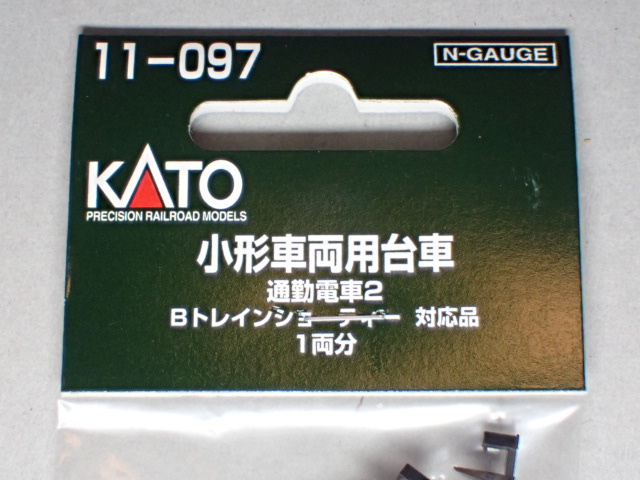 11-097
N-GAUGE
KATO
PRECISION RAILROAD MODELS
小形車両用台車
通勤電車2
Bトレインショーティー 対応品
1両分